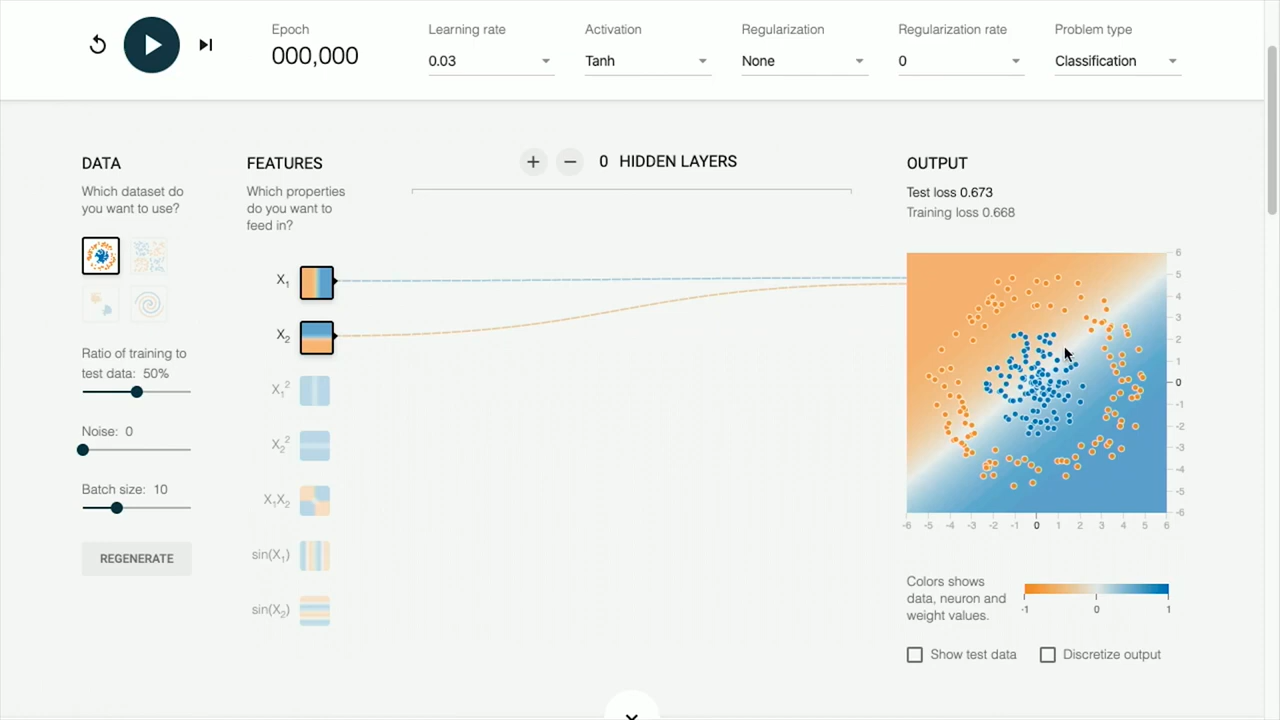 Epoch
000,000
Learning rate
0.03
Activation
Tanh
Regularization
None
Regularization rate
0
Problem type
Classification
DATA
Which dataset do
you want to use?
Ratio of training to
test data: 50%
Noise: 0
Batch size: 10
REGENERATE
FEATURES
Which properties
do you want to
feed in?
X1
X2
X1²
X2²
X1X2
sin(X1)
sin(X2)
0 HIDDEN LAYERS
OUTPUT
Test loss 0.673
Training loss 0.668
6
5
4
3
2
1
0
-1
-2
-3
-4
-5
-6
-6 -5 -4 -3 -2 -1 0 1 2 3 4 5 6
Colors shows
data, neuron and
weight values.
-1 0 1
Show test data
Discretize output